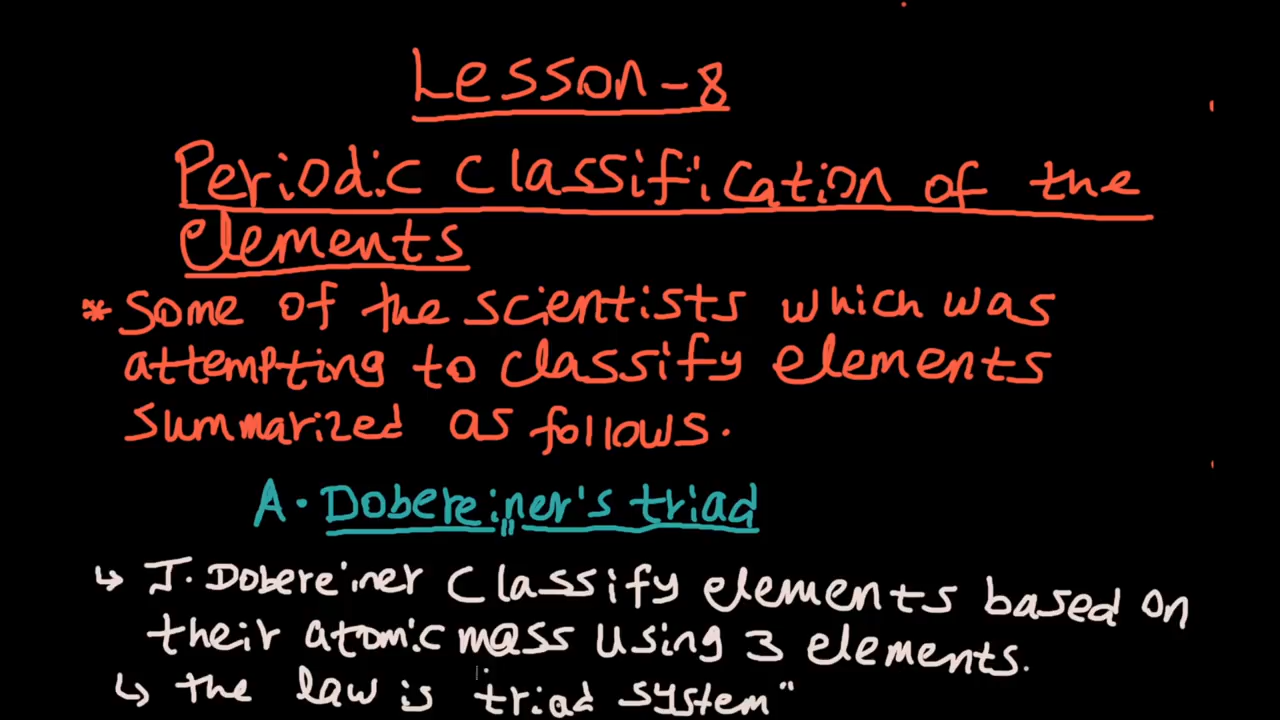 Lesson-8
Periodic Classification of the
elements
* Some of the scientists which was
attempting to classify elements
summarized as follows.
A. Dobereiner's triad
↳ J. Dobereiner Classify elements based on
their atomic mass using 3 elements.
↳ the law is "triad system"